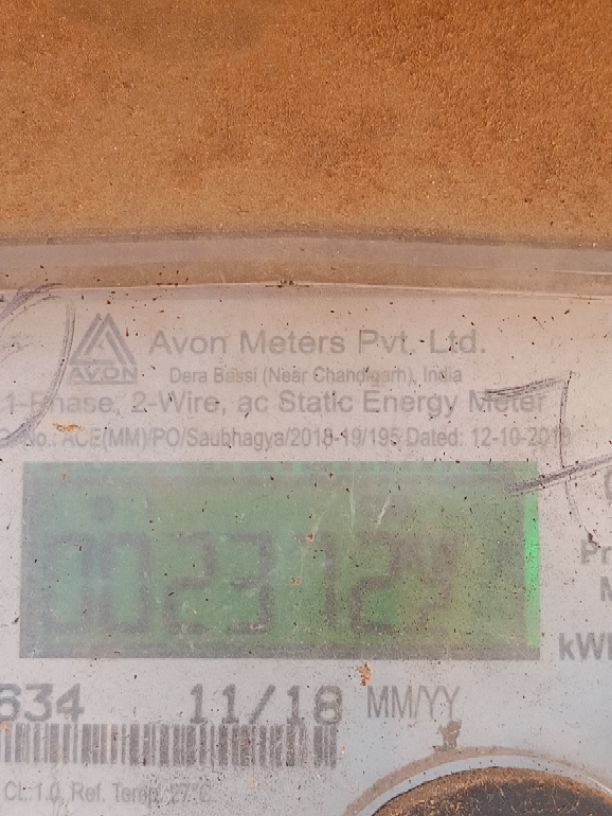 Avon Meters Pvt. Ltd.
AVON
Dera Bassi (Near Chandigarh), India
1-Phase, 2-Wire, ac Static Energy Meter
No.: ACE(MM)/PO/Saubhagya/2018-19/195 Dated: 12-10-2018
Pr
M
kWh
634 11/18 MM/YY
CL:1.0, Ref. Temp. 27°C